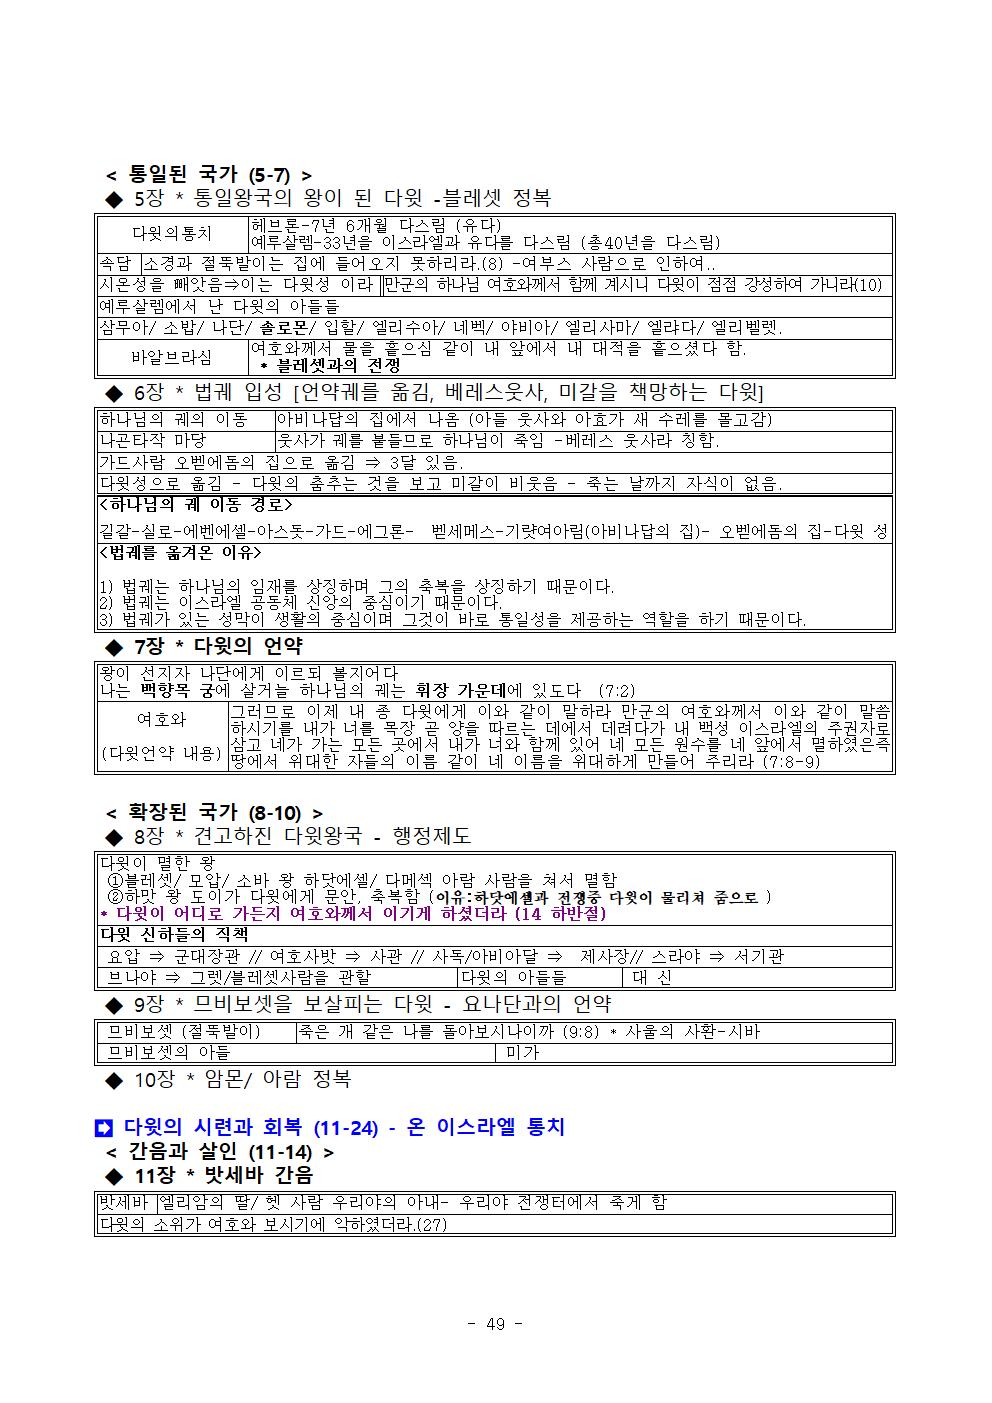 < 통일된 국가 (5-7) >
◆ 5장 * 통일왕국의 왕이 된 다윗 -블레셋 정복
다윗의통치
헤브론-7년 6개월 다스림 (유다)
예루살렘-33년을 이스라엘과 유다를 다스림 (총40년을 다스림)
속담 소경과 절뚝발이는 집에 들어오지 못하리라.(8) -여부스 사람으로 인하여..
시온성을 빼앗음⇒이는 다윗성 이라 만군의 하나님 여호와께서 함께 계시니 다윗이 점점 강성하여 가니라(10)
예루살렘에서 난 다윗의 아들들
삼무아/ 소밥/ 나단/ 솔로몬/ 입할/ 엘리수아/ 네벡/ 야비아/ 엘리사마/ 엘랴다/ 엘리벨렛.
바알브라심
여호와께서 물을 흩으심 같이 내 앞에서 내 대적을 흩으셨다 함.
* 블레셋과의 전쟁
◆ 6장 * 법궤 입성 [언약궤를 옮김, 베레스웃사, 미갈을 책망하는 다윗]
하나님의 궤의 이동 아비나답의 집에서 나옴 (아들 웃사와 아효가 새 수레를 몰고감)
나곤타작 마당 웃사가 궤를 붙들므로 하나님이 죽임 -베레스 웃사라 칭함.
가드사람 오벧에돔의 집으로 옮김 ⇒ 3달 있음.
다윗성으로 옮김 - 다윗의 춤추는 것을 보고 미갈이 비웃음 - 죽는 날까지 자식이 없음.
<하나님의 궤 이동 경로>
길갈-실로-에벤에셀-아스돗-가드-에그론- 벧세메스-기럇여아림(아비나답의 집)- 오벧에돔의 집-다윗 성
<법궤를 옮겨온 이유>
1) 법궤는 하나님의 임재를 상징하며 그의 축복을 상징하기 때문이다.
2) 법궤는 이스라엘 공동체 신앙의 중심이기 때문이다.
3) 법궤가 있는 성막이 생활의 중심이며 그것이 바로 통일성을 제공하는 역할을 하기 때문이다.
◆ 7장 * 다윗의 언약
왕이 선지자 나단에게 이르되 볼지어다
나는 백향목 궁에 살거늘 하나님의 궤는 휘장 가운데에 있도다 (7:2)
여호와
(다윗언약 내용)
그러므로 이제 내 종 다윗에게 이와 같이 말하라 만군의 여호와께서 이와 같이 말씀
하시기를 내가 너를 목장 곧 양을 따르는 데에서 데려다가 내 백성 이스라엘의 주권자로
삼고 네가 가는 모든 곳에서 내가 너와 함께 있어 네 모든 원수를 네 앞에서 멸하였은즉
땅에서 위대한 자들의 이름 같이 네 이름을 위대하게 만들어 주리라 (7:8-9)
< 확장된 국가 (8-10) >
◆ 8장 * 견고하진 다윗왕국 - 행정제도
다윗이 멸한 왕
①블레셋/ 모압/ 소바 왕 하닷에셀/ 다메섹 아람 사람을 쳐서 멸함
②하맛 왕 도이가 다윗에게 문안, 축복함 (이유:하닷에셀과 전쟁중 다윗이 물리쳐 줌으로 )
* 다윗이 어디로 가든지 여호와께서 이기게 하셨더라 (14 하반절)
다윗 신하들의 직책
요압 ⇒ 군대장관 // 여호사밧 ⇒ 사관 // 사독/아비아달 ⇒ 제사장// 스라야 ⇒ 서기관
브나야 ⇒ 그렛/블레셋사람을 관할 다윗의 아들들 대 신
◆ 9장 * 므비보셋을 보살피는 다윗 - 요나단과의 언약
므비보셋 (절뚝발이) 죽은 개 같은 나를 돌아보시나이까 (9:8) * 사울의 사환-시바
므비보셋의 아들 미가
◆ 10장 * 암몬/ 아람 정복
➡ 다윗의 시련과 회복 (11-24) - 온 이스라엘 통치
< 간음과 살인 (11-14) >
◆ 11장 * 밧세바 간음
밧세바 엘리암의 딸/ 헷 사람 우리야의 아내- 우리야 전쟁터에서 죽게 함
다윗의 소위가 여호와 보시기에 악하였더라.(27)
- 49 -